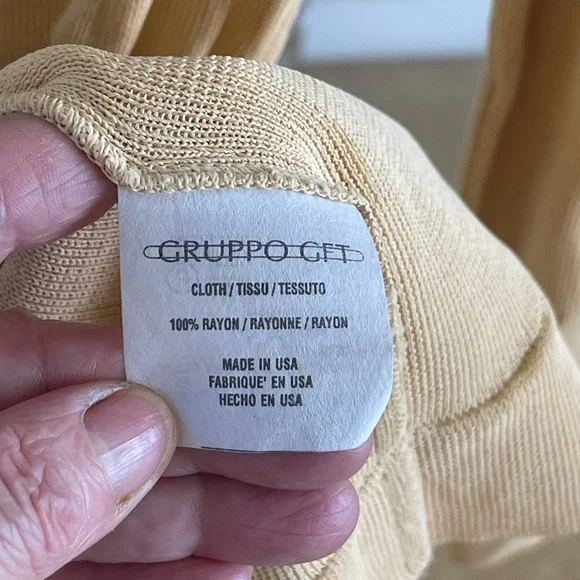 GRUPPO GFT
CLOTH / TISSU / TESSUTO
100% RAYON / RAYONNE / RAYON
MADE IN USA
FABRIQUE' EN USA
HECHO EN USA